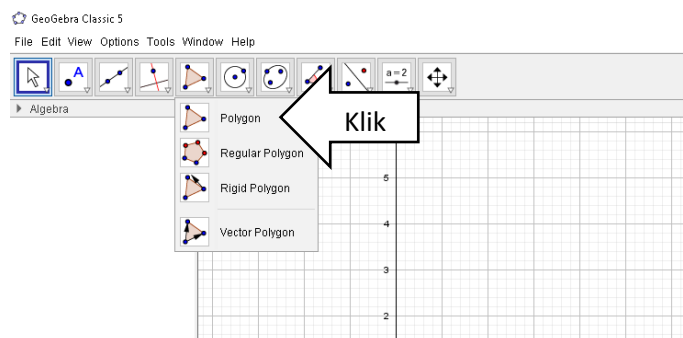 GeoGebra Classic 5
File Edit View Options Tools Window Help
A
a=2
Algebra
Polygon
Klik
Regular Polygon
Rigid Polygon
Vector Polygon
5
4
3
2